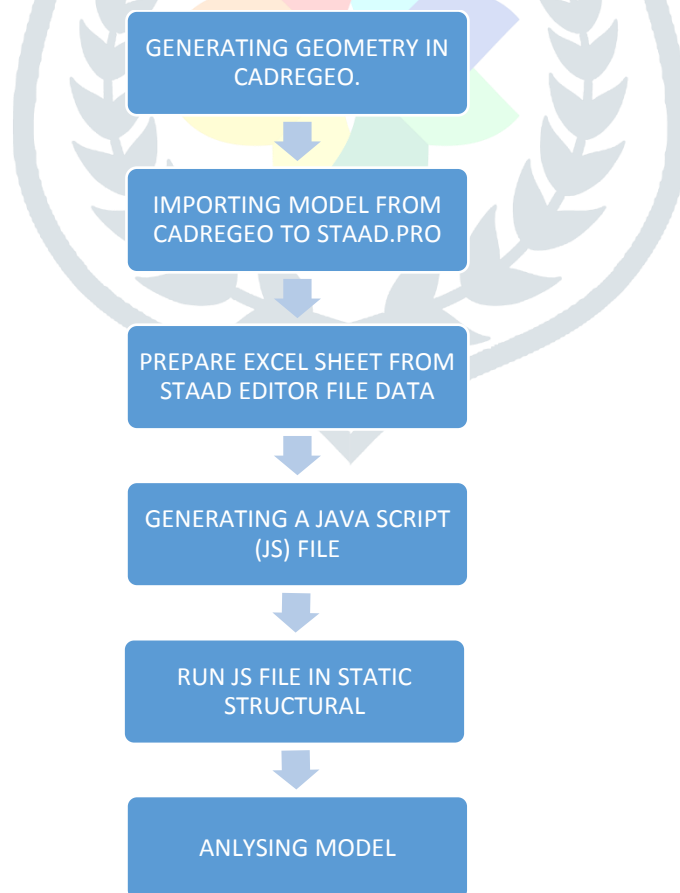 GENERATING GEOMETRY IN
CADREGEO.
IMPORTING MODEL FROM
CADREGEO TO STAAD.PRO
PREPARE EXCEL SHEET FROM
STAAD EDITOR FILE DATA
GENERATING A JAVA SCRIPT
(JS) FILE
RUN JS FILE IN STATIC
STRUCTURAL
ANLYSING MODEL